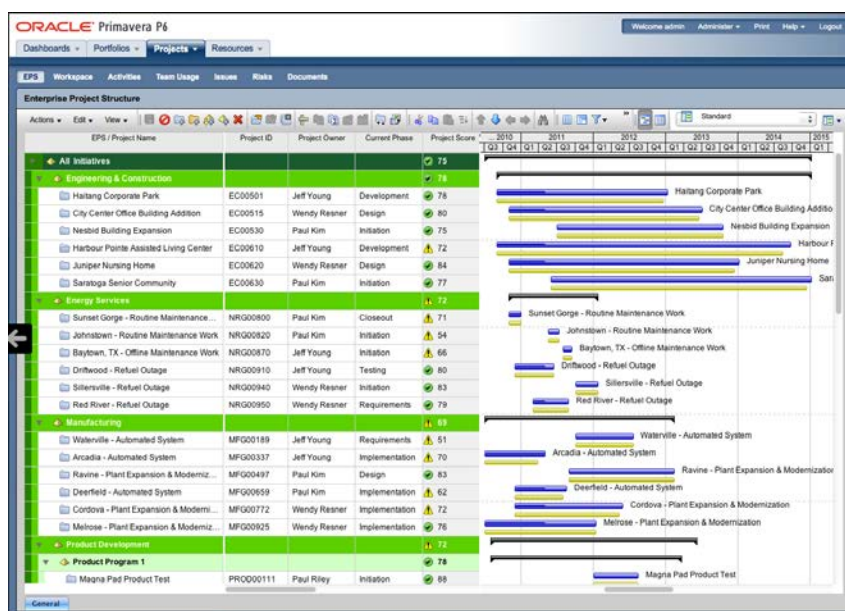 ORACLE® Primavera P6
Welcome admin Administer Print Help Logout
Dashboards Portfolios Projects Resources
EPS Workspace Activities Team Usage Issues Risks Documents
Enterprise Project Structure
Actions Edit View Standard
EPS / Project Name Project ID Project Owner Current Phase Project Score ... 2010 2011 2012 2013 2014 2015
Q3 Q4 Q1 Q2 Q3 Q4 Q1 Q2 Q3 Q4 Q1 Q2 Q3 Q4 Q1 Q2 Q3 Q4 Q1
All Initiatives 75
Engineering & Construction 78
Haitang Corporate Park EC00501 Jeff Young Development 78 Haitang Corporate Park
City Center Office Building Addition EC00515 Wendy Resner Design 80 City Center Office Building Additio
Nesbid Building Expansion EC00530 Paul Kim Initiation 75 Nesbid Building Expansion
Harbour Pointe Assisted Living Center EC00610 Jeff Young Development 72 Harbour F
Juniper Nursing Home EC00620 Wendy Resner Design 84 Juniper Nursing Home
Saratoga Senior Community EC00630 Paul Kim Initiation 77 Sara
Energy Services 72
Sunset Gorge - Routine Maintenance... NRG00800 Paul Kim Closeout 71 Sunset Gorge - Routine Maintenance Work
Johnstown - Routine Maintenance Work NRG00820 Paul Kim Initiation 54 Johnstown - Routine Maintenance Work
Baytown, TX - Offline Maintenance Work NRG00870 Jeff Young Initiation 66 Baytown, TX - Offline Maintenance Work
Driftwood - Refuel Outage NRG00910 Jeff Young Testing 80 Driftwood - Refuel Outage
Sillersville - Refuel Outage NRG00940 Wendy Resner Initiation 83 Sillersville - Refuel Outage
Red River - Refuel Outage NRG00950 Wendy Resner Requirements 79 Red River - Refuel Outage
Manufacturing 69
Waterville - Automated System MFG00189 Jeff Young Requirements 51 Waterville - Automated System
Arcadia - Automated System MFG00337 Jeff Young Implementation 70 Arcadia - Automated System
Ravine - Plant Expansion & Moderniz... MFG00497 Paul Kim Design 83 Ravine - Plant Expansion & Modernization
Deerfield - Automated System MFG00659 Paul Kim Implementation 62 Deerfield - Automated System
Cordova - Plant Expansion & Moderni... MFG00772 Wendy Resner Implementation 72 Cordova - Plant Expansion & Modernization
Melrose - Plant Expansion & Moderniz... MFG00925 Wendy Resner Implementation 76 Melrose - Plant Expansion & Modernization
Product Development 72
Product Program 1 78
Magna Pad Product Test PROD00111 Paul Riley Initiation 88 Magna Pad Product Test
General